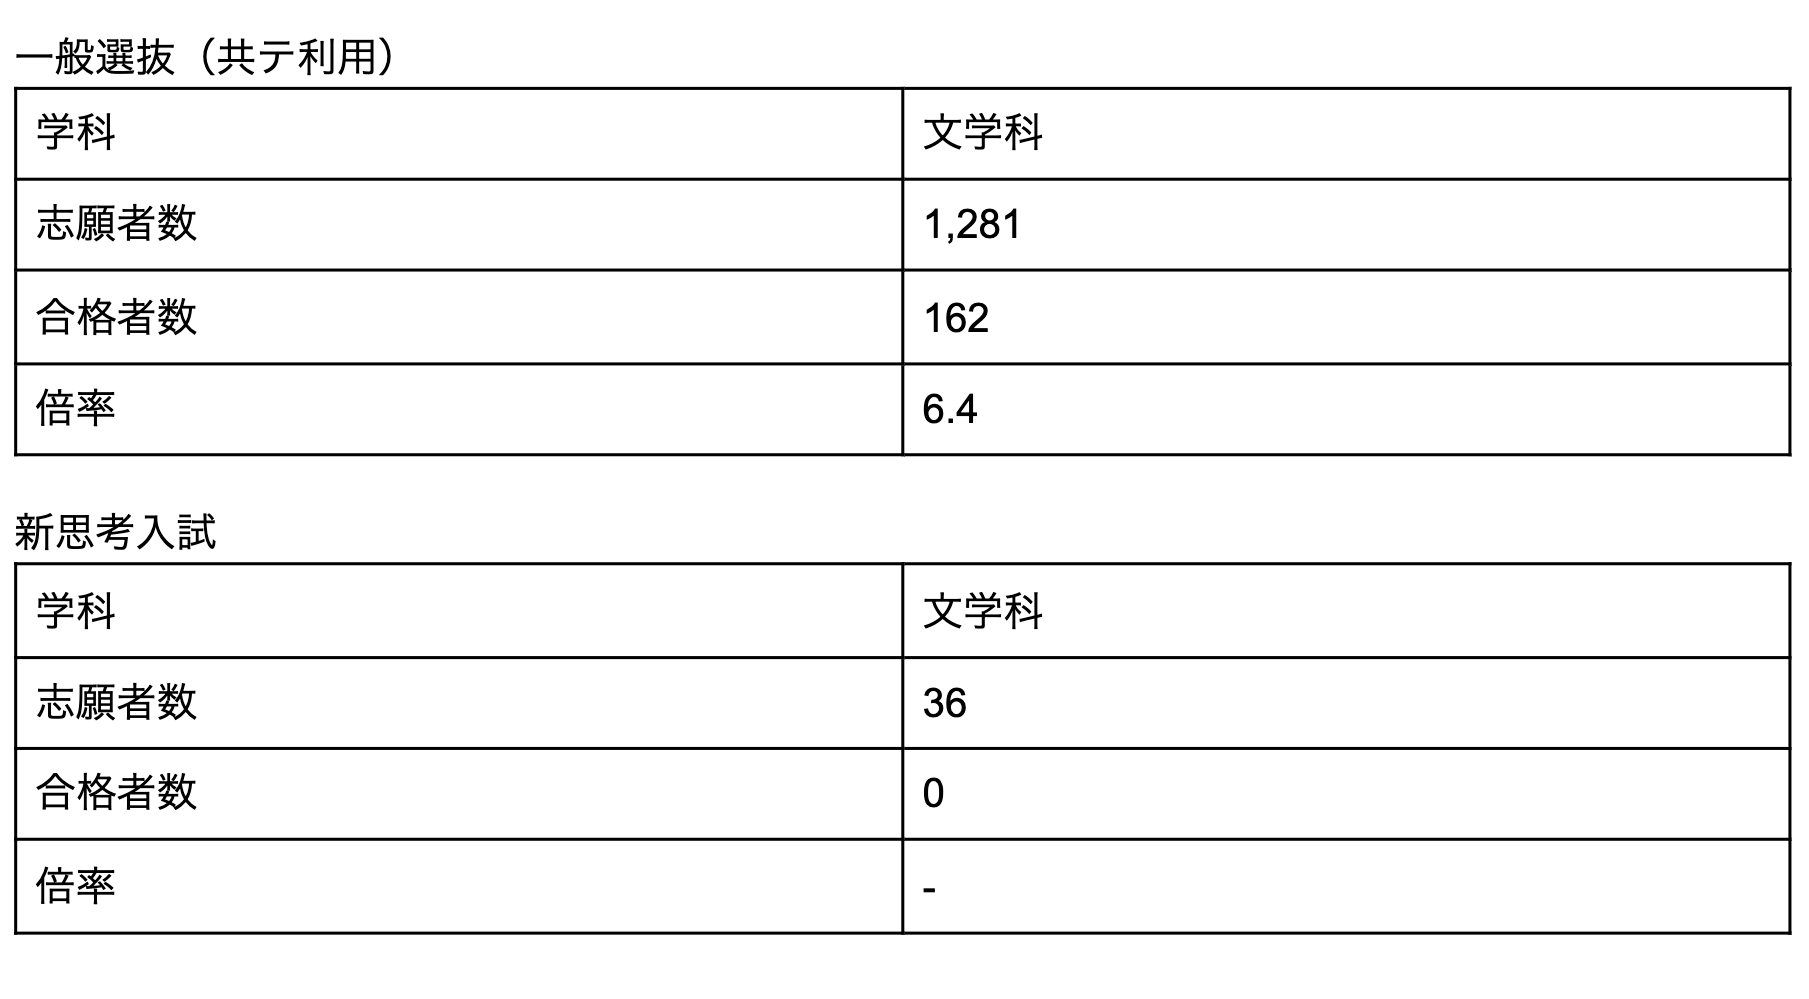 一般選抜（共テ利用）
学科 文学科
志願者数 1,281
合格者数 162
倍率 6.4
新思考入試
学科 文学科
志願者数 36
合格者数 0
倍率 -